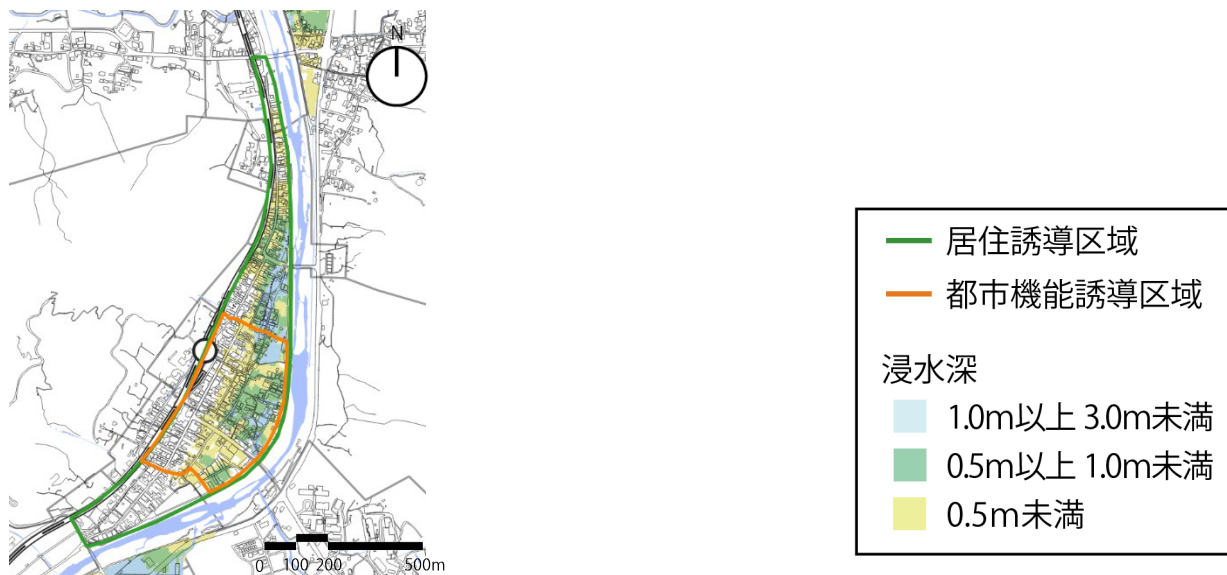 N
0 100 200 500m
居住誘導区域
都市機能誘導区域
浸水深
1.0m以上 3.0m未満
0.5m以上 1.0m未満
0.5m未満